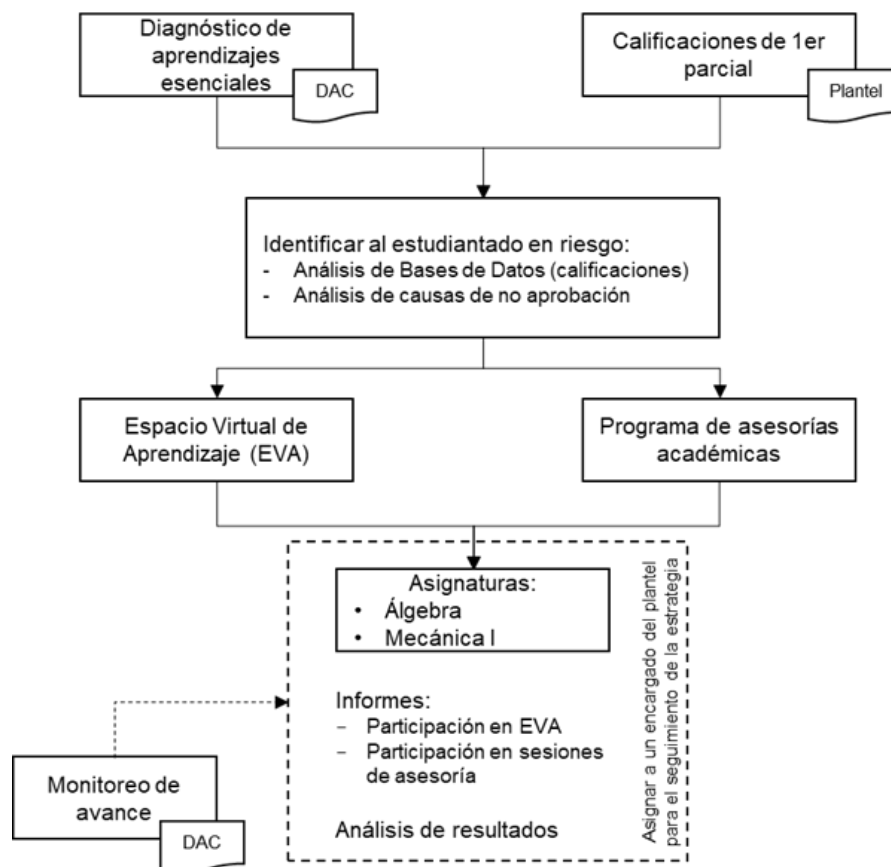 Diagnóstico de
aprendizajes
esenciales
DAC
Calificaciones de 1er
parcial
Plantel
Identificar al estudiantado en riesgo:
- Análisis de Bases de Datos (calificaciones)
- Análisis de causas de no aprobación
Espacio Virtual de
Aprendizaje (EVA)
Programa de asesorías
académicas
Asignaturas:
• Álgebra
• Mecánica I
Informes:
– Participación en EVA
– Participación en sesiones
de asesoría
Análisis de resultados
Asignar a un encargado del plantel
para el seguimiento de la estrategia
Monitoreo de
avance
DAC